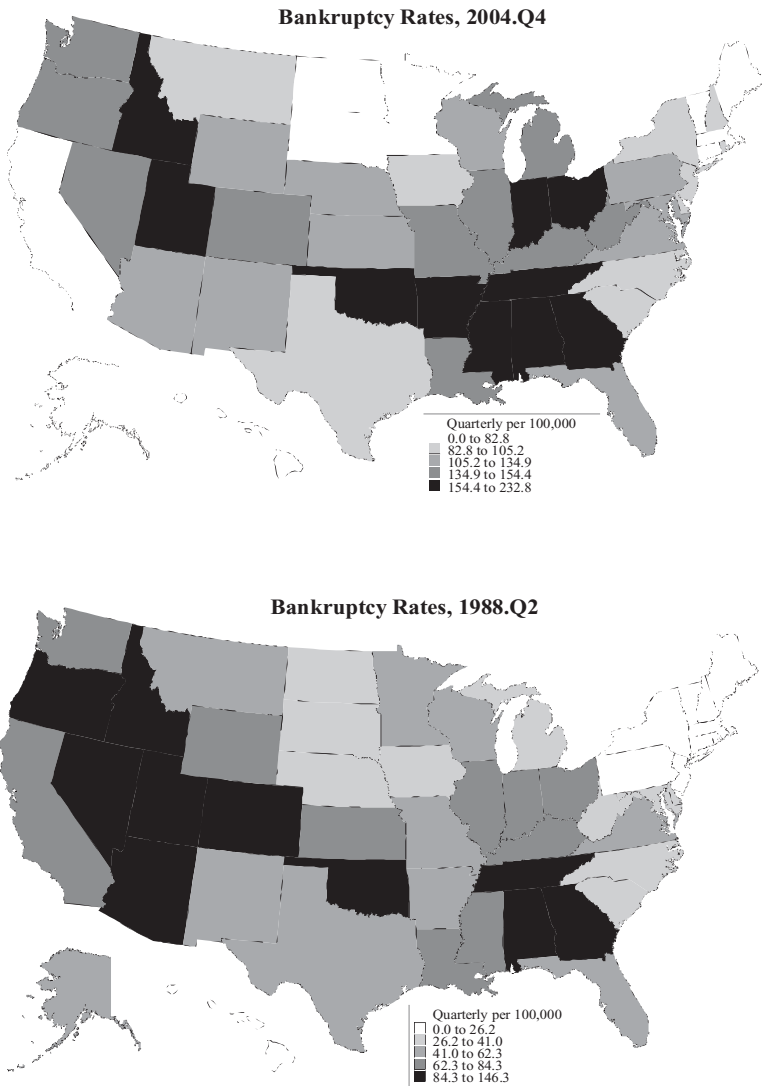 Bankruptcy Rates, 2004.Q4
Quarterly per 100,000
0.0 to 82.8
82.8 to 105.2
105.2 to 134.9
134.9 to 154.4
154.4 to 232.8
Bankruptcy Rates, 1988.Q2
Quarterly per 100,000
0.0 to 26.2
26.2 to 41.0
41.0 to 62.3
62.3 to 84.3
84.3 to 146.3